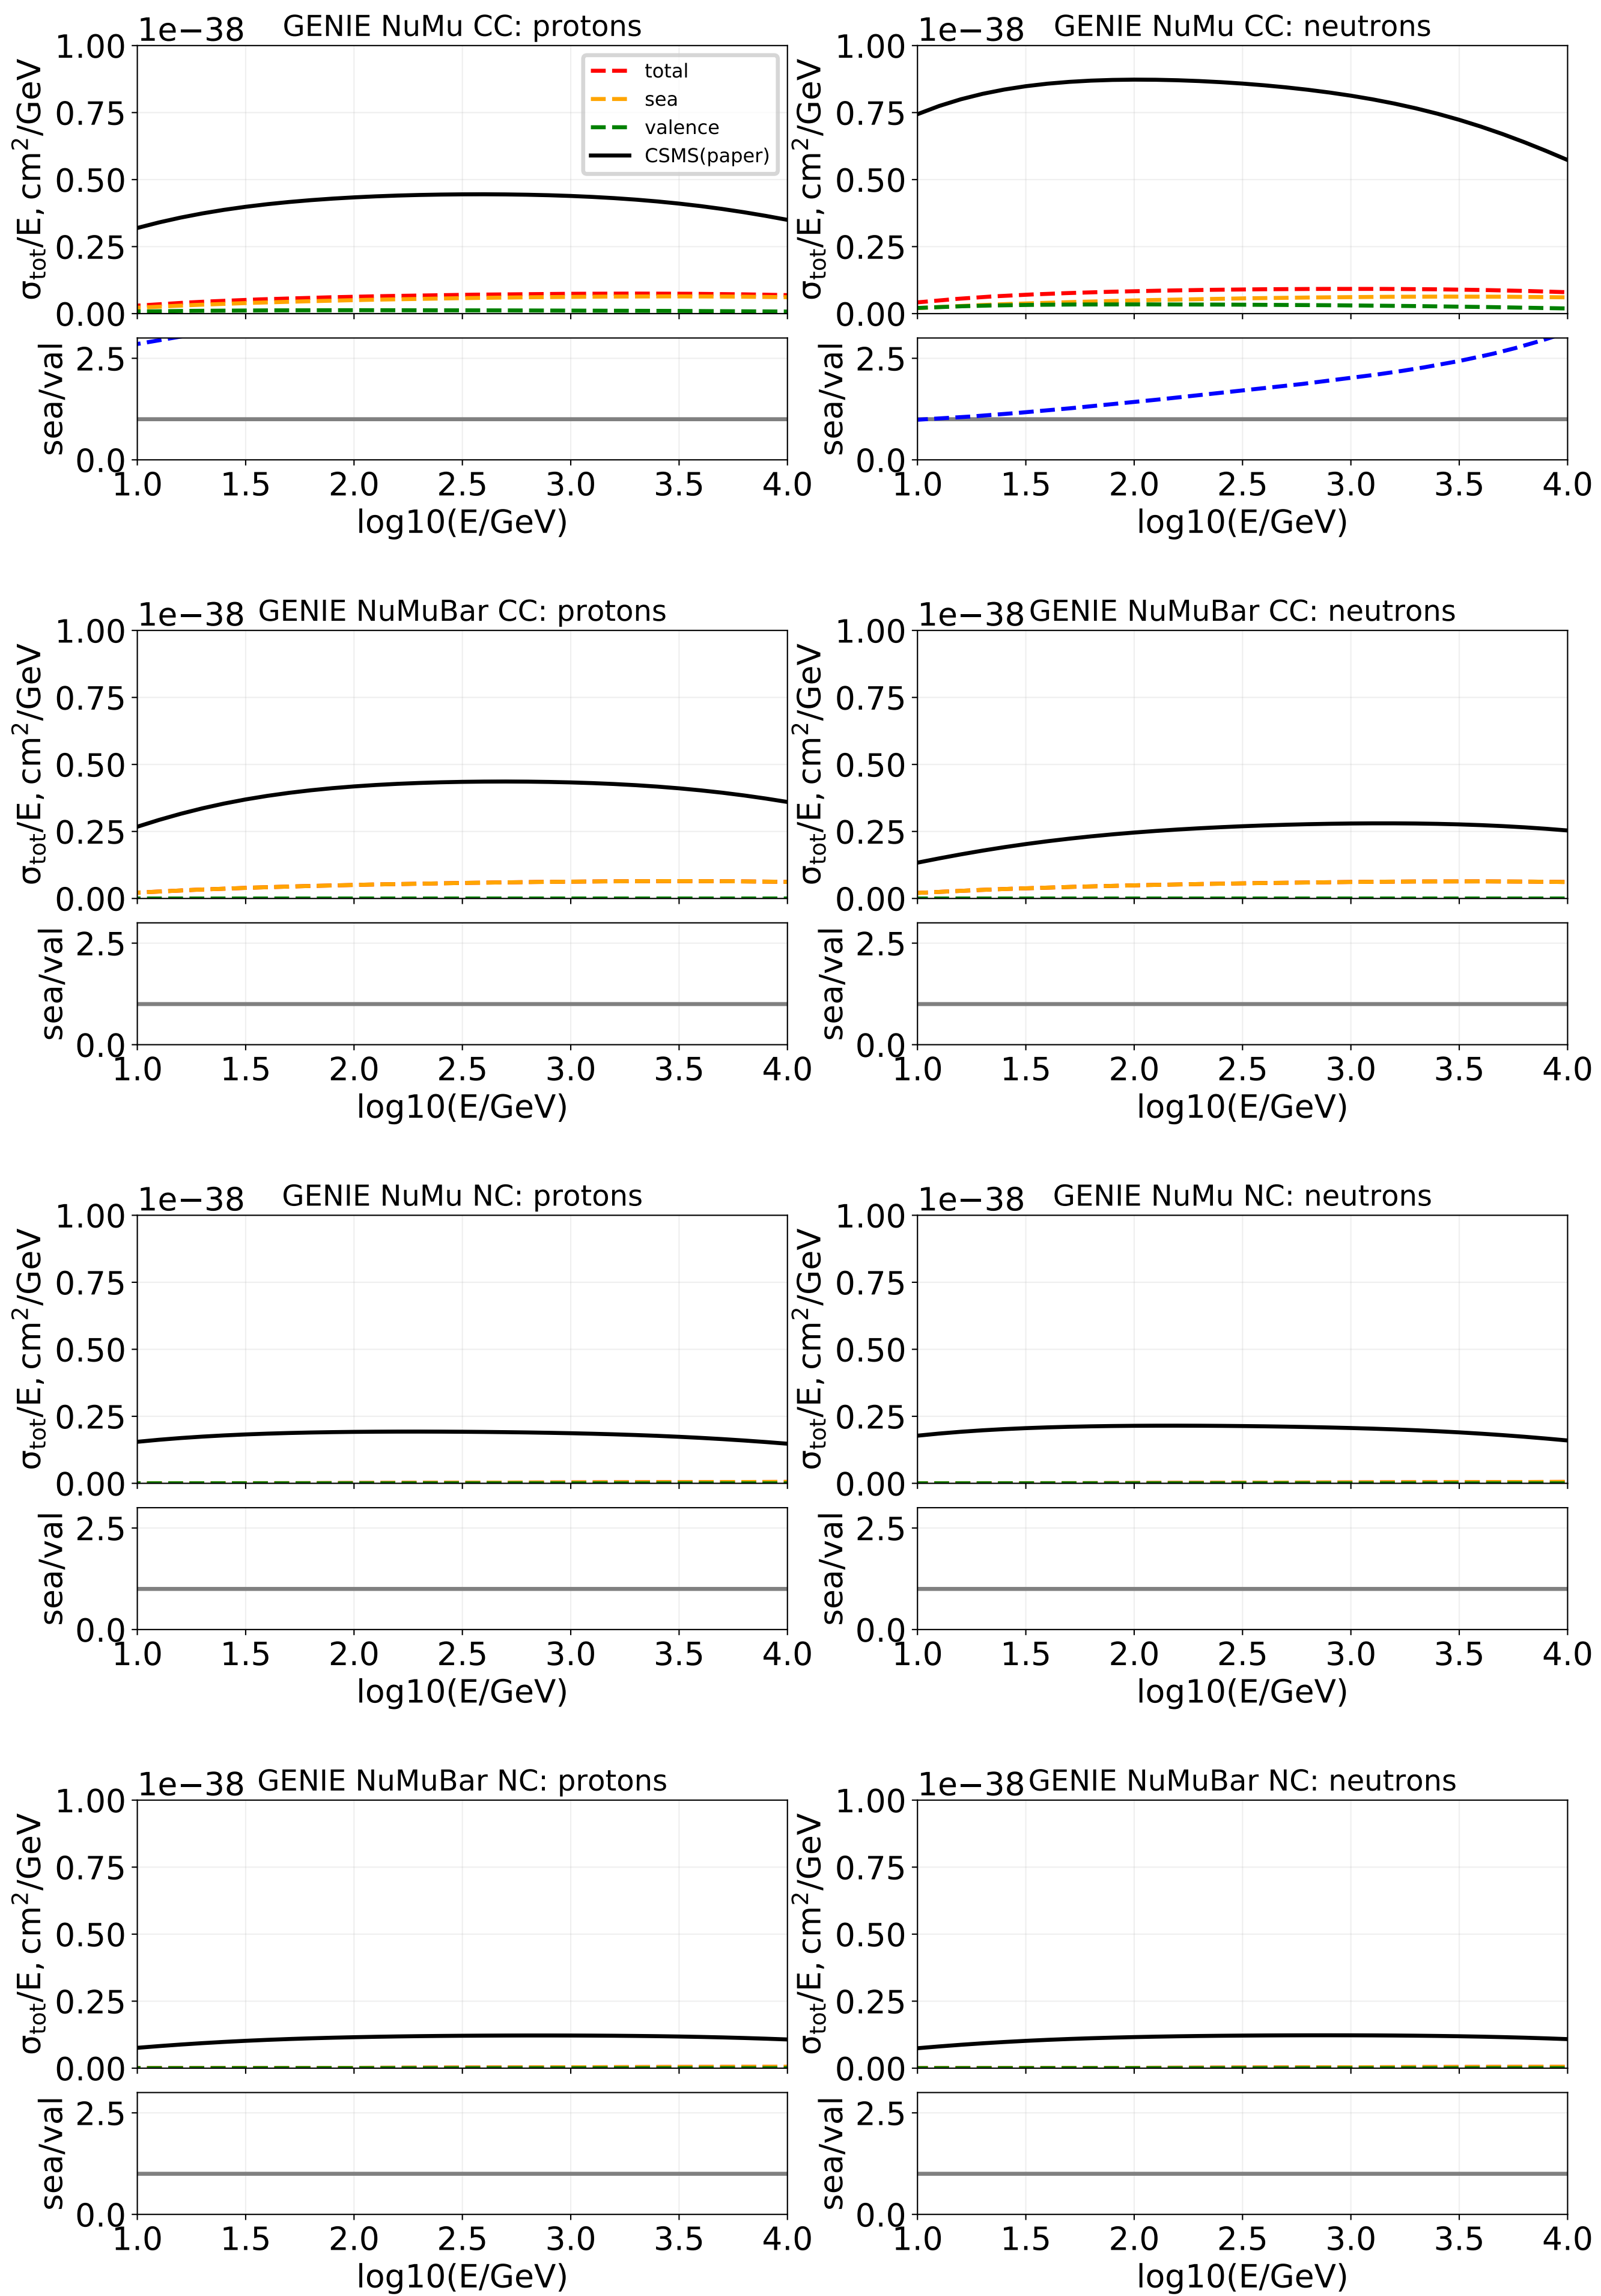 1e−38 GENIE NuMu CC: protons
σtot/E, cm²/GeV
1.00
0.75
0.50
0.25
0.00
total
sea
valence
CSMS(paper)
sea/val
2.5
0.0
1.0 1.5 2.0 2.5 3.0 3.5 4.0
log10(E/GeV)
1e−38 GENIE NuMu CC: neutrons
σtot/E, cm²/GeV
1.00
0.75
0.50
0.25
0.00
sea/val
2.5
0.0
1.0 1.5 2.0 2.5 3.0 3.5 4.0
log10(E/GeV)
1e−38 GENIE NuMuBar CC: protons
σtot/E, cm²/GeV
1.00
0.75
0.50
0.25
0.00
sea/val
2.5
0.0
1.0 1.5 2.0 2.5 3.0 3.5 4.0
log10(E/GeV)
1e−38 GENIE NuMuBar CC: neutrons
σtot/E, cm²/GeV
1.00
0.75
0.50
0.25
0.00
sea/val
2.5
0.0
1.0 1.5 2.0 2.5 3.0 3.5 4.0
log10(E/GeV)
1e−38 GENIE NuMu NC: protons
σtot/E, cm²/GeV
1.00
0.75
0.50
0.25
0.00
sea/val
2.5
0.0
1.0 1.5 2.0 2.5 3.0 3.5 4.0
log10(E/GeV)
1e−38 GENIE NuMu NC: neutrons
σtot/E, cm²/GeV
1.00
0.75
0.50
0.25
0.00
sea/val
2.5
0.0
1.0 1.5 2.0 2.5 3.0 3.5 4.0
log10(E/GeV)
1e−38 GENIE NuMuBar NC: protons
σtot/E, cm²/GeV
1.00
0.75
0.50
0.25
0.00
sea/val
2.5
0.0
1.0 1.5 2.0 2.5 3.0 3.5 4.0
log10(E/GeV)
1e−38 GENIE NuMuBar NC: neutrons
σtot/E, cm²/GeV
1.00
0.75
0.50
0.25
0.00
sea/val
2.5
0.0
1.0 1.5 2.0 2.5 3.0 3.5 4.0
log10(E/GeV)